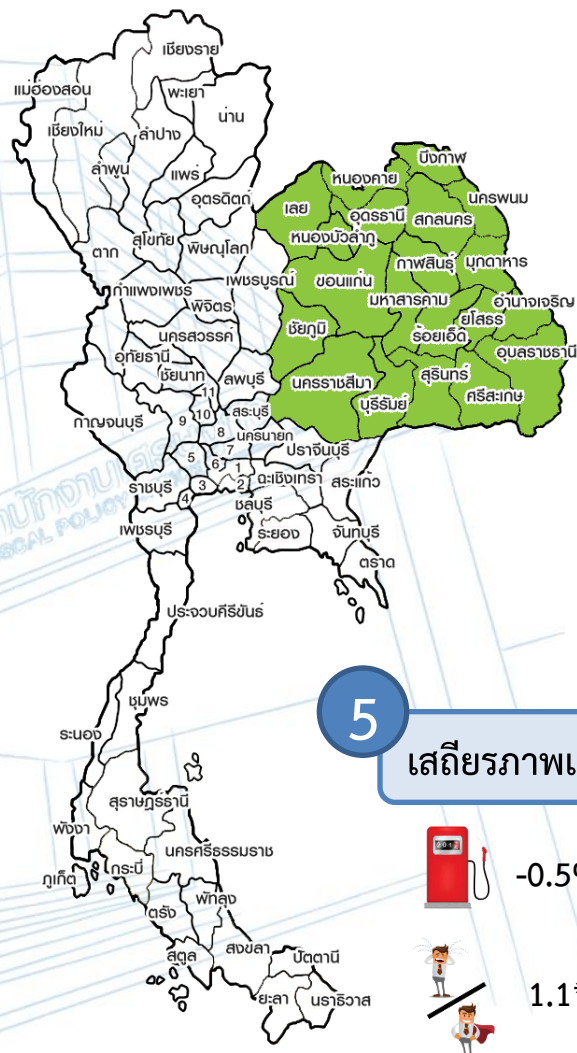 เชียงราย
แม่ฮ่องสอน
พะเยา
น่าน
เชียงใหม่
ลำปาง
ลำพูน
แพร่
อุตรดิตถ์
บึงกาฬ
หนองคาย
เลย
อุดรธานี
นครพนม
สกลนคร
ตาก
สุโขทัย
พิษณุโลก
หนองบัวลำภู
กาฬสินธุ์
มุกดาหาร
เพชรบูรณ์
ขอนแก่น
กำแพงเพชร
พิจิตร
มหาสารคาม
อำนาจเจริญ
ยโสธร
ร้อยเอ็ด
นครสวรรค์
ชัยภูมิ
อุบลราชธานี
อุทัยธานี
ชัยนาท
ลพบุรี
นครราชสีมา
สุรินทร์
ศรีสะเกษ
บุรีรัมย์
11
10
9
สระบุรี
กาญจนบุรี
8
นครนายก
7
ปราจีนบุรี
5
6
1
ฉะเชิงเทรา
สระแก้ว
ราชบุรี
3
2
4
ชลบุรี
เพชรบุรี
ระยอง
จันทบุรี
ตราด
ประจวบคีรีขันธ์
ชุมพร
ระนอง
5
เสถียรภาพ
สุราษฎร์ธานี
พังงา
นครศรีธรรมราช
ภูเก็ต
กระบี่
-0.5
ตรัง
พัทลุง
สตูล
สงขลา
ปัตตานี
ยะลา
นราธิวาส
1.1